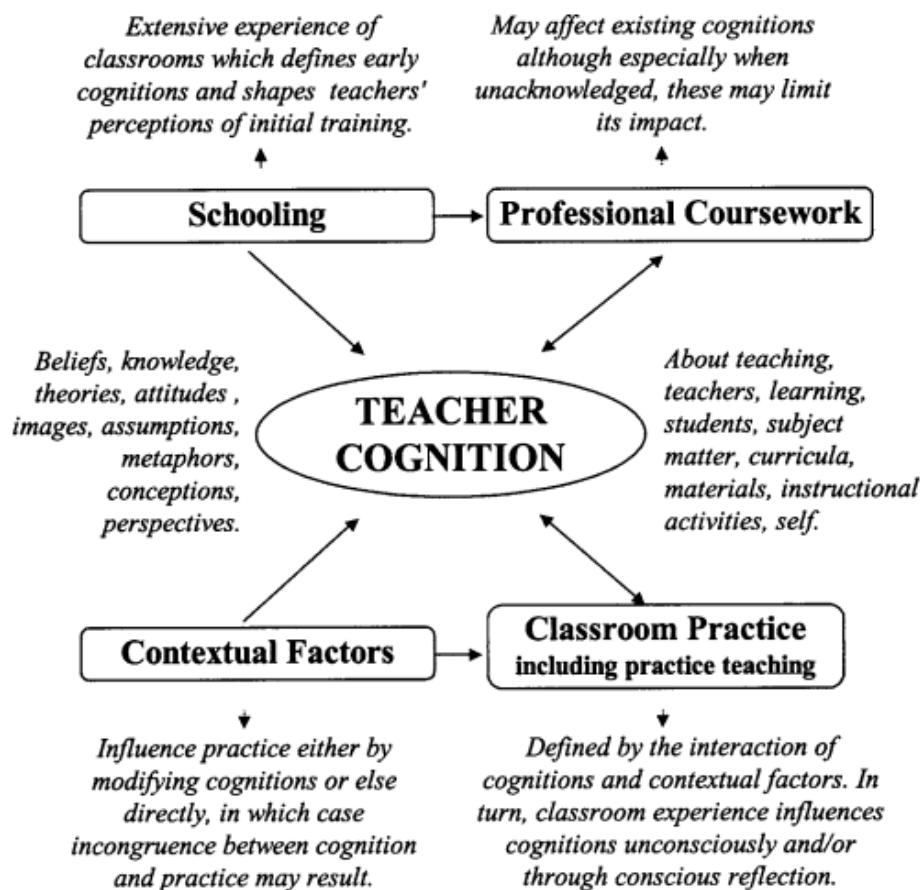 Extensive experience of
classrooms which defines early
cognitions and shapes teachers'
perceptions of initial training.
May affect existing cognitions
although especially when
unacknowledged, these may limit
its impact.
Schooling
Professional Coursework
Beliefs, knowledge,
theories, attitudes ,
images, assumptions,
metaphors,
conceptions,
perspectives.
TEACHER
COGNITION
About teaching,
teachers, learning,
students, subject
matter, curricula,
materials, instructional
activities, self.
Contextual Factors
Classroom Practice
including practice teaching
Influence practice either by
modifying cognitions or else
directly, in which case
incongruence between cognition
and practice may result.
Defined by the interaction of
cognitions and contextual factors. In
turn, classroom experience influences
cognitions unconsciously and/or
through conscious reflection.